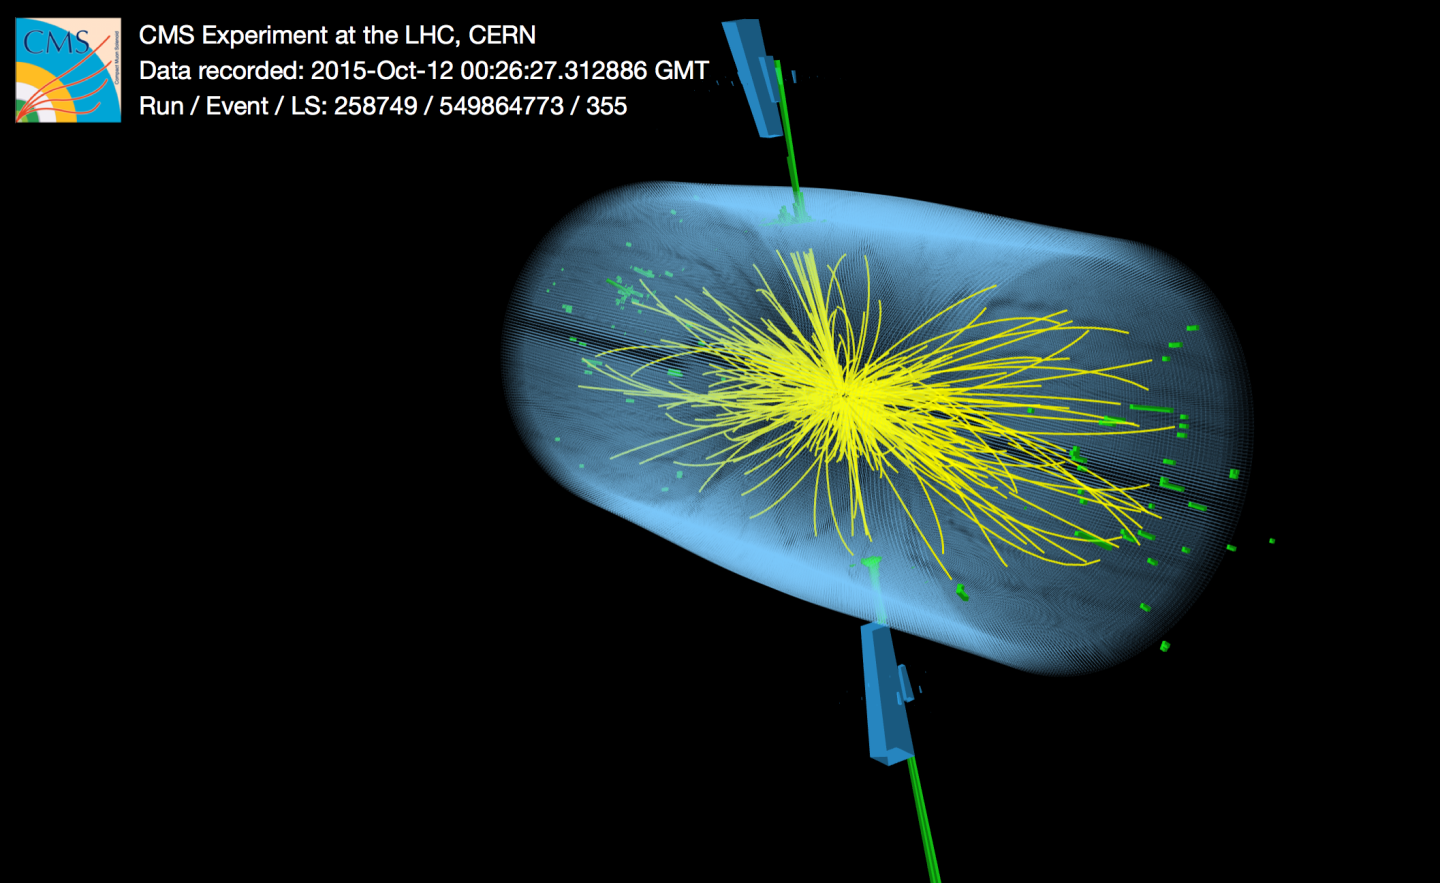 CMS
CMS Experiment at the LHC, CERN
Data recorded: 2015-Oct-12 00:26:27.312886 GMT
Run / Event / LS: 258749 / 549864773 / 355